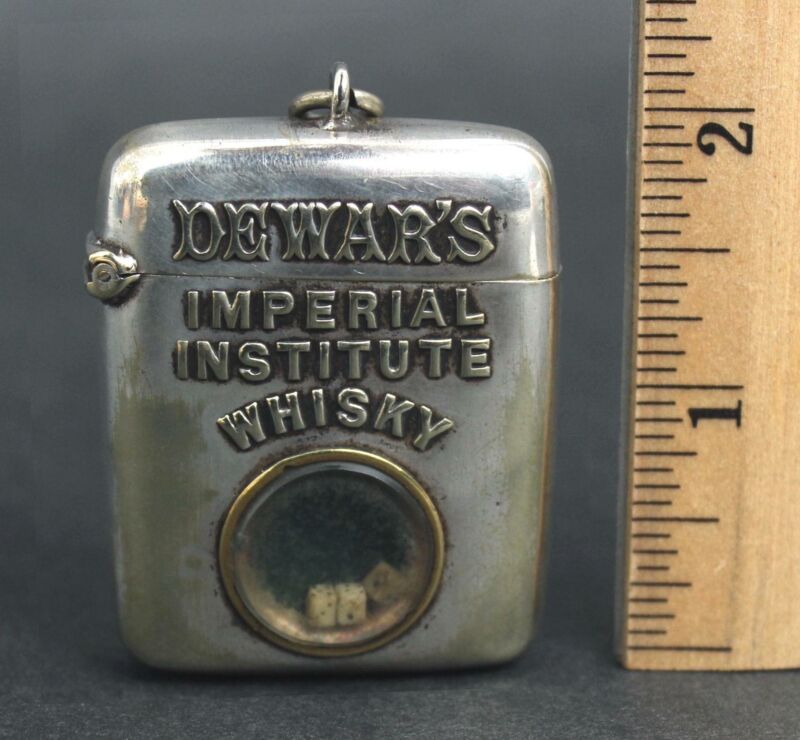 DEWAR'S
IMPERIAL
INSTITUTE
WHISKY
2
1